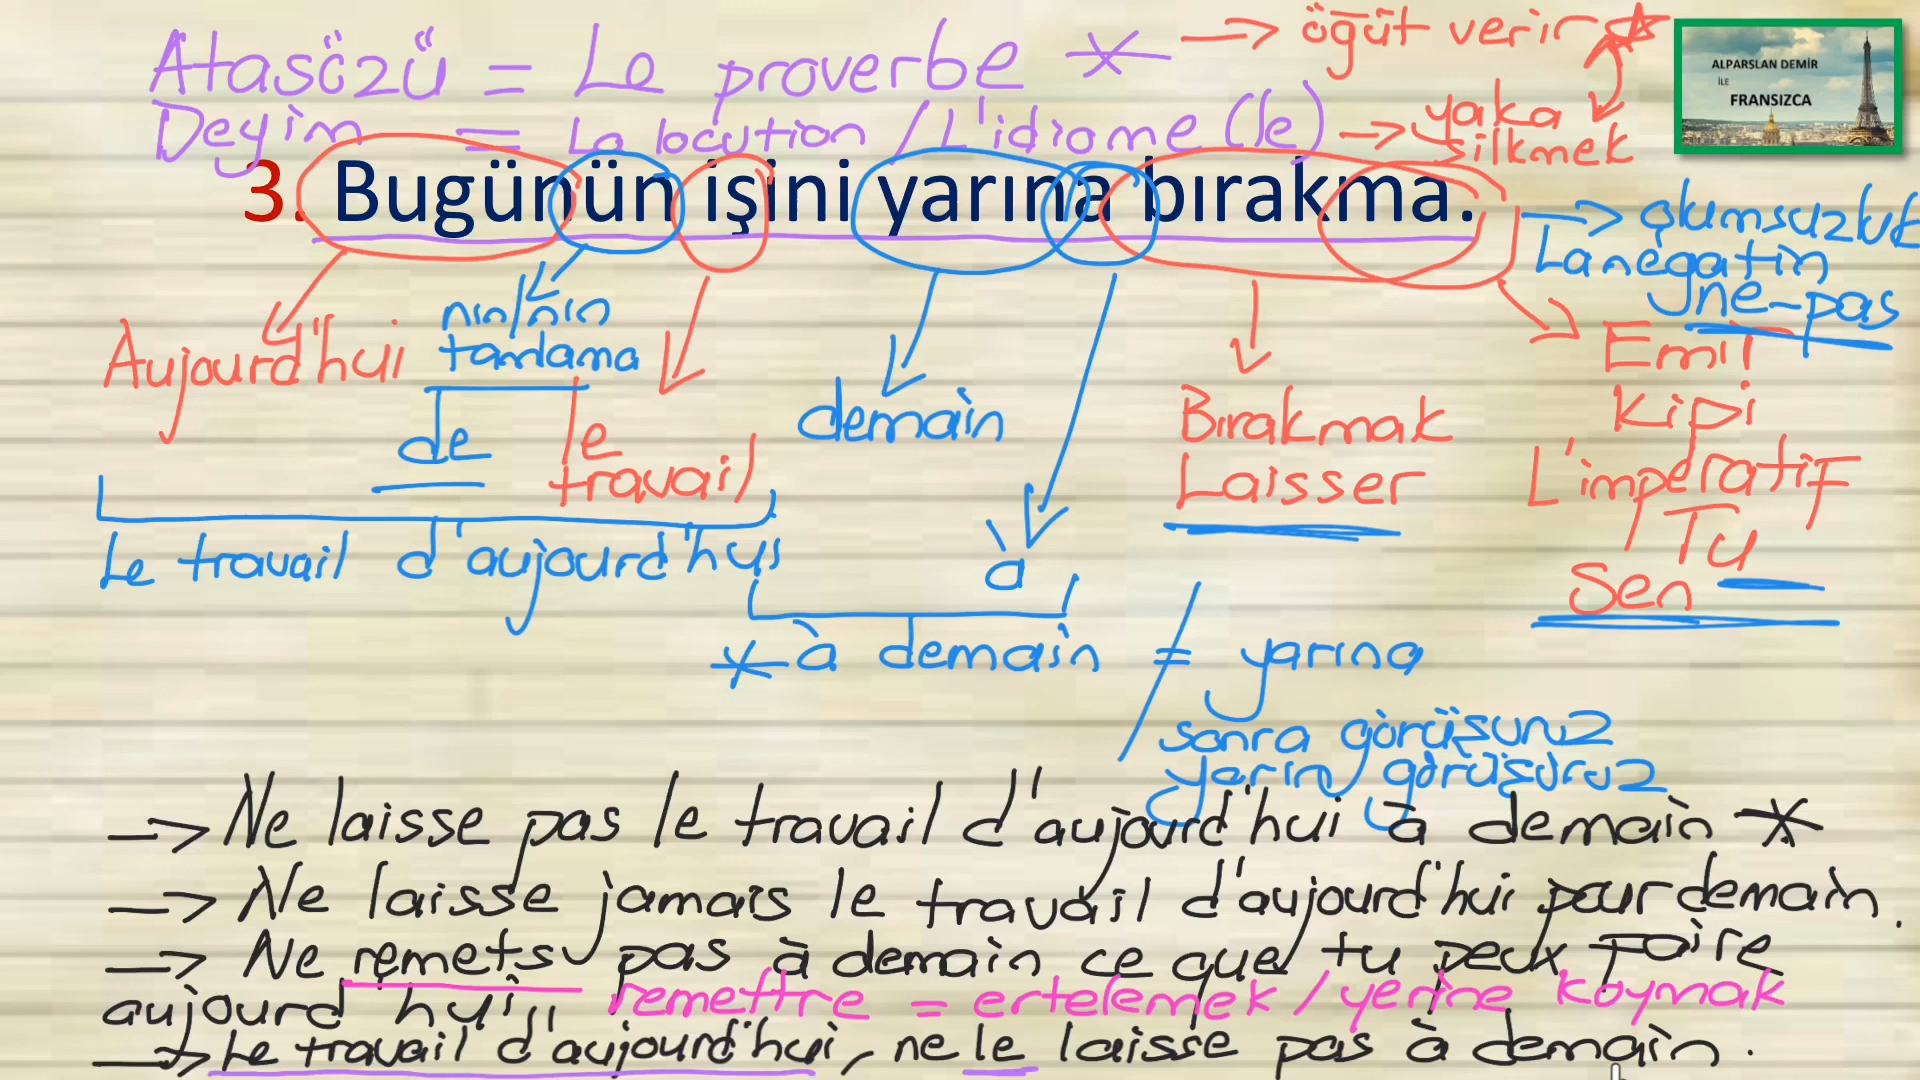 Atasözü = Le proverbe * → öğüt verir
Deyim = La locution / L'idiome (le) → yaka silkmek
ALPARSLAN DEMİR
İLE
FRANSIZCA
3. Bugünün işini yarına bırakma.
→ olumsuzluk
La négation
ne-pas
Aujourd'hui
nın/nin
tamlama
de
le
travail
demain
à
Bırakmak
Laisser
Emir
Kipi
L'impératif
Tu
Sen
Le travail d'aujourd'hui
* à demain ≠ yarına
sonra görüşürüz
yarın görüşürüz
→ Ne laisse pas le travail d'aujourd'hui à demain *
→ Ne laisse jamais le travail d'aujourd'hui pour demain.
→ Ne remets pas à demain ce que tu peux faire
aujourd'hui
remettre = ertelemek / yerine koymak
→ Le travail d'aujourd'hui, ne le laisse pas à demain.